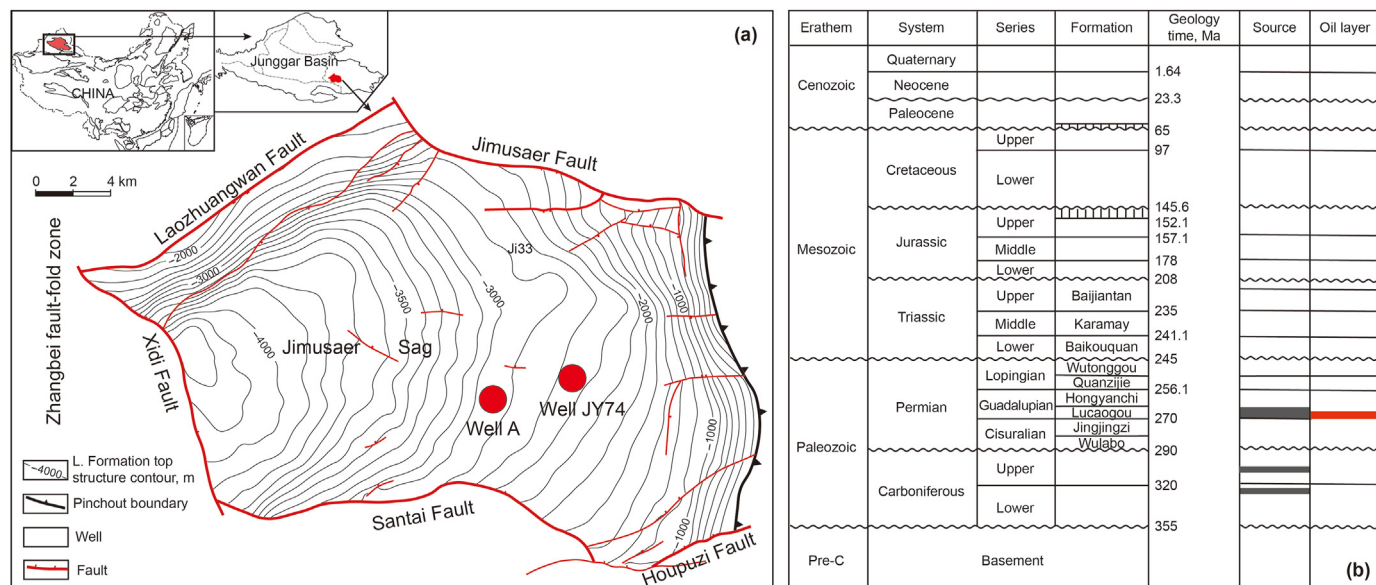 (a)
CHINA
Junggar Basin
0 2 4 km
Laozhuangwan Fault
Jimusaer Fault
Zhangbei fault-fold zone
Xidi Fault
Santai Fault
Houpuzi Fault
−2000
−3000
−3500
−4000
−3000
−2000
−1000
−1000
Ji33
Jimusaer Sag
Well A
Well JY74
−4000
L. Formation top
structure contour, m
Pinchout boundary
Well
Fault
Erathem System Series Formation Geology
time, Ma Source Oil layer
Cenozoic
Quaternary
1.64
Neocene
23.3
Paleocene
65
Mesozoic
Cretaceous
Upper
97
Lower
145.6
Jurassic
Upper
152.1
157.1
Middle
178
Lower
208
Triassic
Upper Baijiantan
235
Middle Karamay
241.1
Lower Baikouquan
245
Paleozoic
Permian
Lopingian
Wutonggou
Quanzijie
256.1
Guadalupian
Hongyanchi
Lucaogou
270
Cisuralian
Jingjingzi
Wulabo
290
Carboniferous
Upper
320
Lower
355
Pre-C Basement
(b)